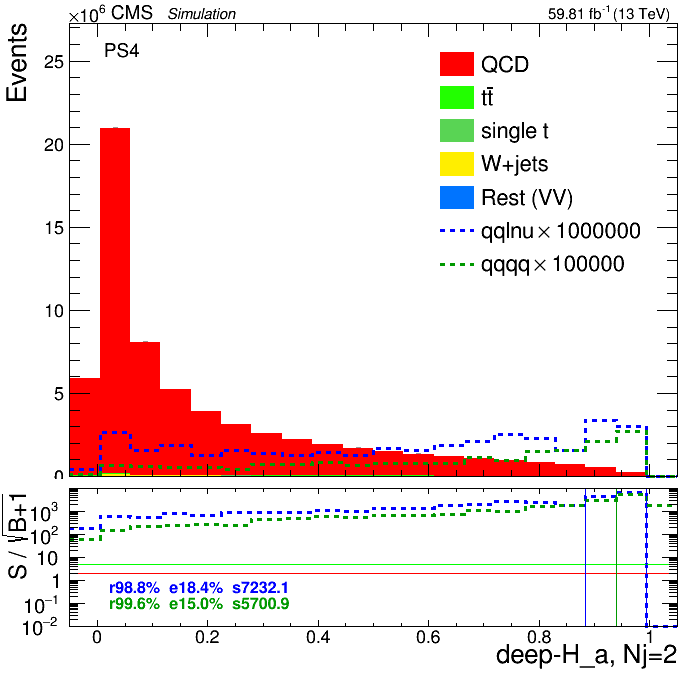 ×10⁶ CMS Simulation 59.81 fb⁻¹ (13 TeV)
Events
PS4
QCD
tt̄
single t
W+jets
Rest (VV)
qqlnu × 1000000
qqqq × 100000
25
20
15
10
5
0
S / √B+1
10³
10²
10
1
10⁻¹
10⁻²
r98.8% e18.4% s7232.1
r99.6% e15.0% s5700.9
0 0.2 0.4 0.6 0.8 1
deep-H_a, Nj=2